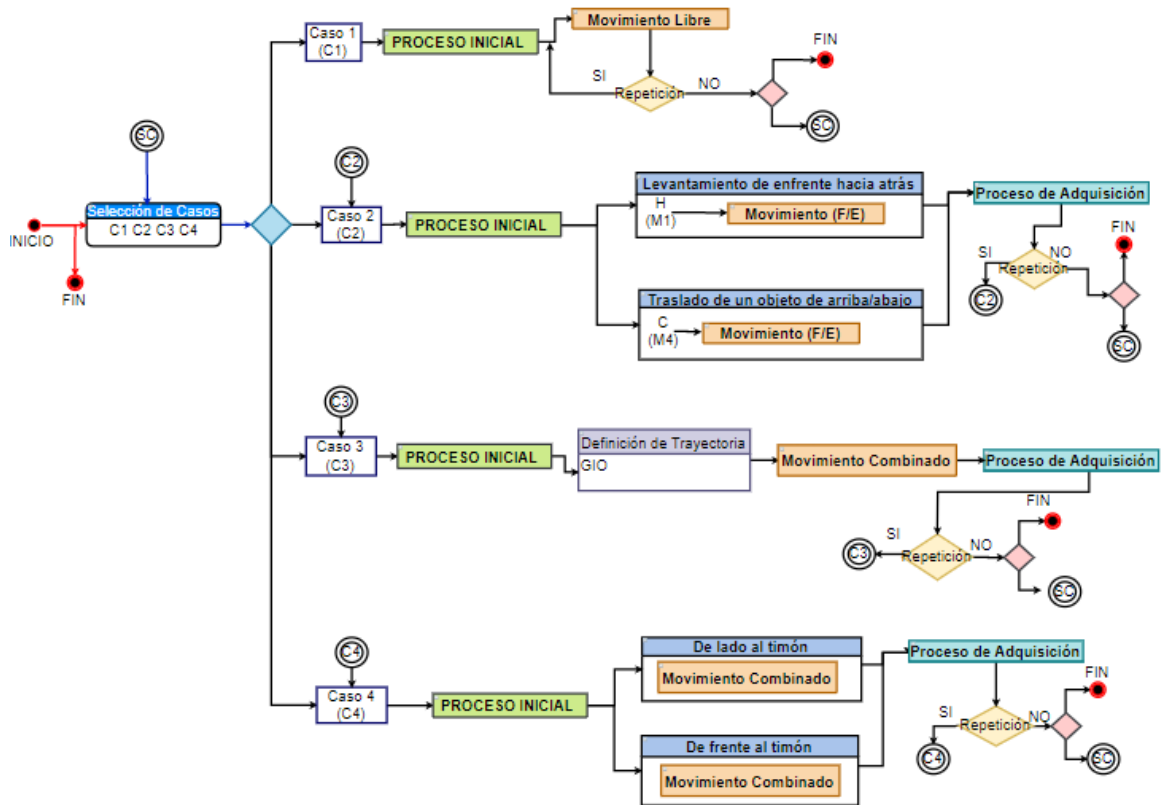 SC
INICIO
FIN
Selección de Casos
C1 C2 C3 C4
Caso 1
(C1)
PROCESO INICIAL
Movimiento Libre
SI
Repetición
NO
FIN
SC
C2
Caso 2
(C2)
PROCESO INICIAL
Levantamiento de enfrente hacia atrás
H
(M1)
Movimiento (F/E)
Traslado de un objeto de arriba/abajo
C
(M4)
Movimiento (F/E)
Proceso de Adquisición
SI
Repetición
NO
C2
FIN
SC
C3
Caso 3
(C3)
PROCESO INICIAL
Definición de Trayectoria
GIO
Movimiento Combinado
Proceso de Adquisición
SI
Repetición
NO
C3
FIN
SC
C4
Caso 4
(C4)
PROCESO INICIAL
De lado al timón
Movimiento Combinado
De frente al timón
Movimiento Combinado
Proceso de Adquisición
SI
Repetición
NO
C4
FIN
SC